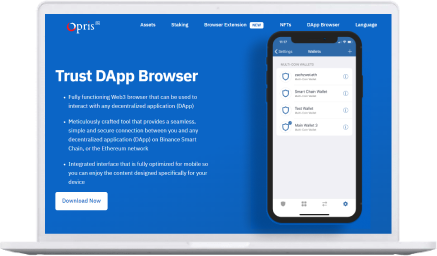 Opris
Assets
Staking
Browser Extension NEW
NFTs
DApp Browser
Language
Trust DApp Browser
Fully functioning Web3 browser that can be used to
interact with any decentralized application (DApp)
Meticulously crafted tool that provides a seamless,
simple and secure connection between you and any
decentralized application (DApp) on Binance Smart
Chain, or the Ethereum network
Integrated interface that is fully optimized for mobile so
you can enjoy the content designed specifically for your
device
Download Now
Settings
Wallets
MULTI-COIN WALLETS
Smart Chain Wallet
Multi-Coin Wallet
Test Wallet
Multi-Coin Wallet
Main Wallet 2
Multi-Coin Wallet